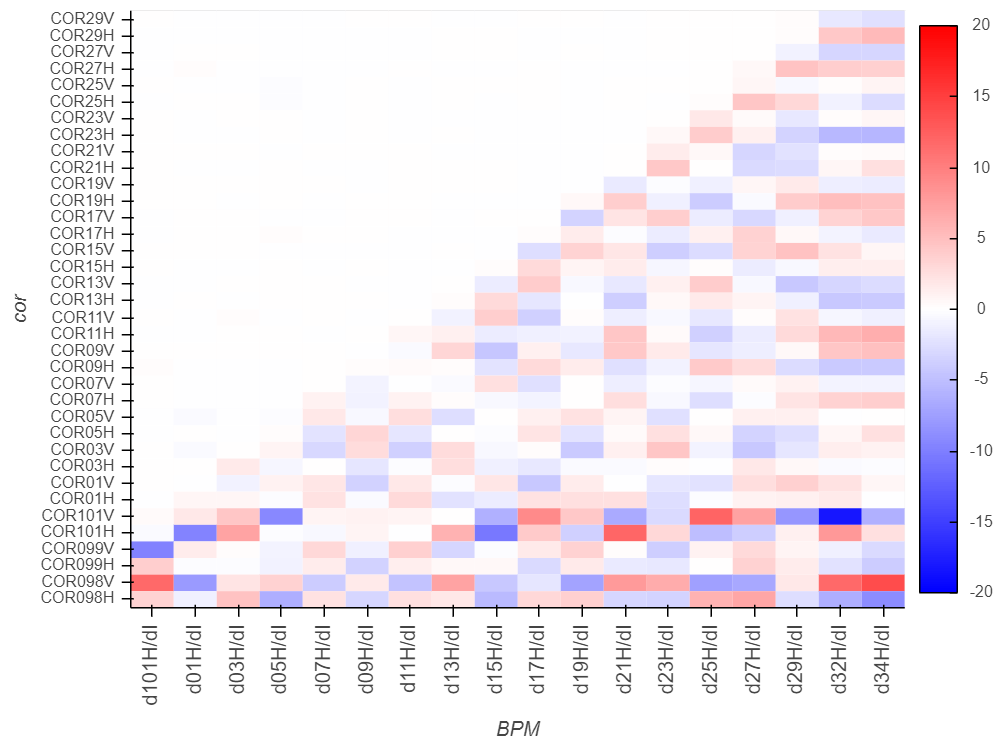 COR29V
COR29H
COR27V
COR27H
COR25V
COR25H
COR23V
COR23H
COR21V
COR21H
COR19V
COR19H
COR17V
COR17H
COR15V
COR15H
COR13V
COR13H
COR11V
COR11H
COR09V
COR09H
COR07V
COR07H
COR05V
COR05H
COR03V
COR03H
COR01V
COR01H
COR101V
COR101H
COR099V
COR099H
COR098V
COR098H
cor
d101H/dI
d01H/dI
d03H/dI
d05H/dI
d07H/dI
d09H/dI
d11H/dI
d13H/dI
d15H/dI
d17H/dI
d19H/dI
d21H/dI
d23H/dI
d25H/dI
d27H/dI
d29H/dI
d32H/dI
d34H/dI
BPM
20
15
10
5
0
-5
-10
-15
-20